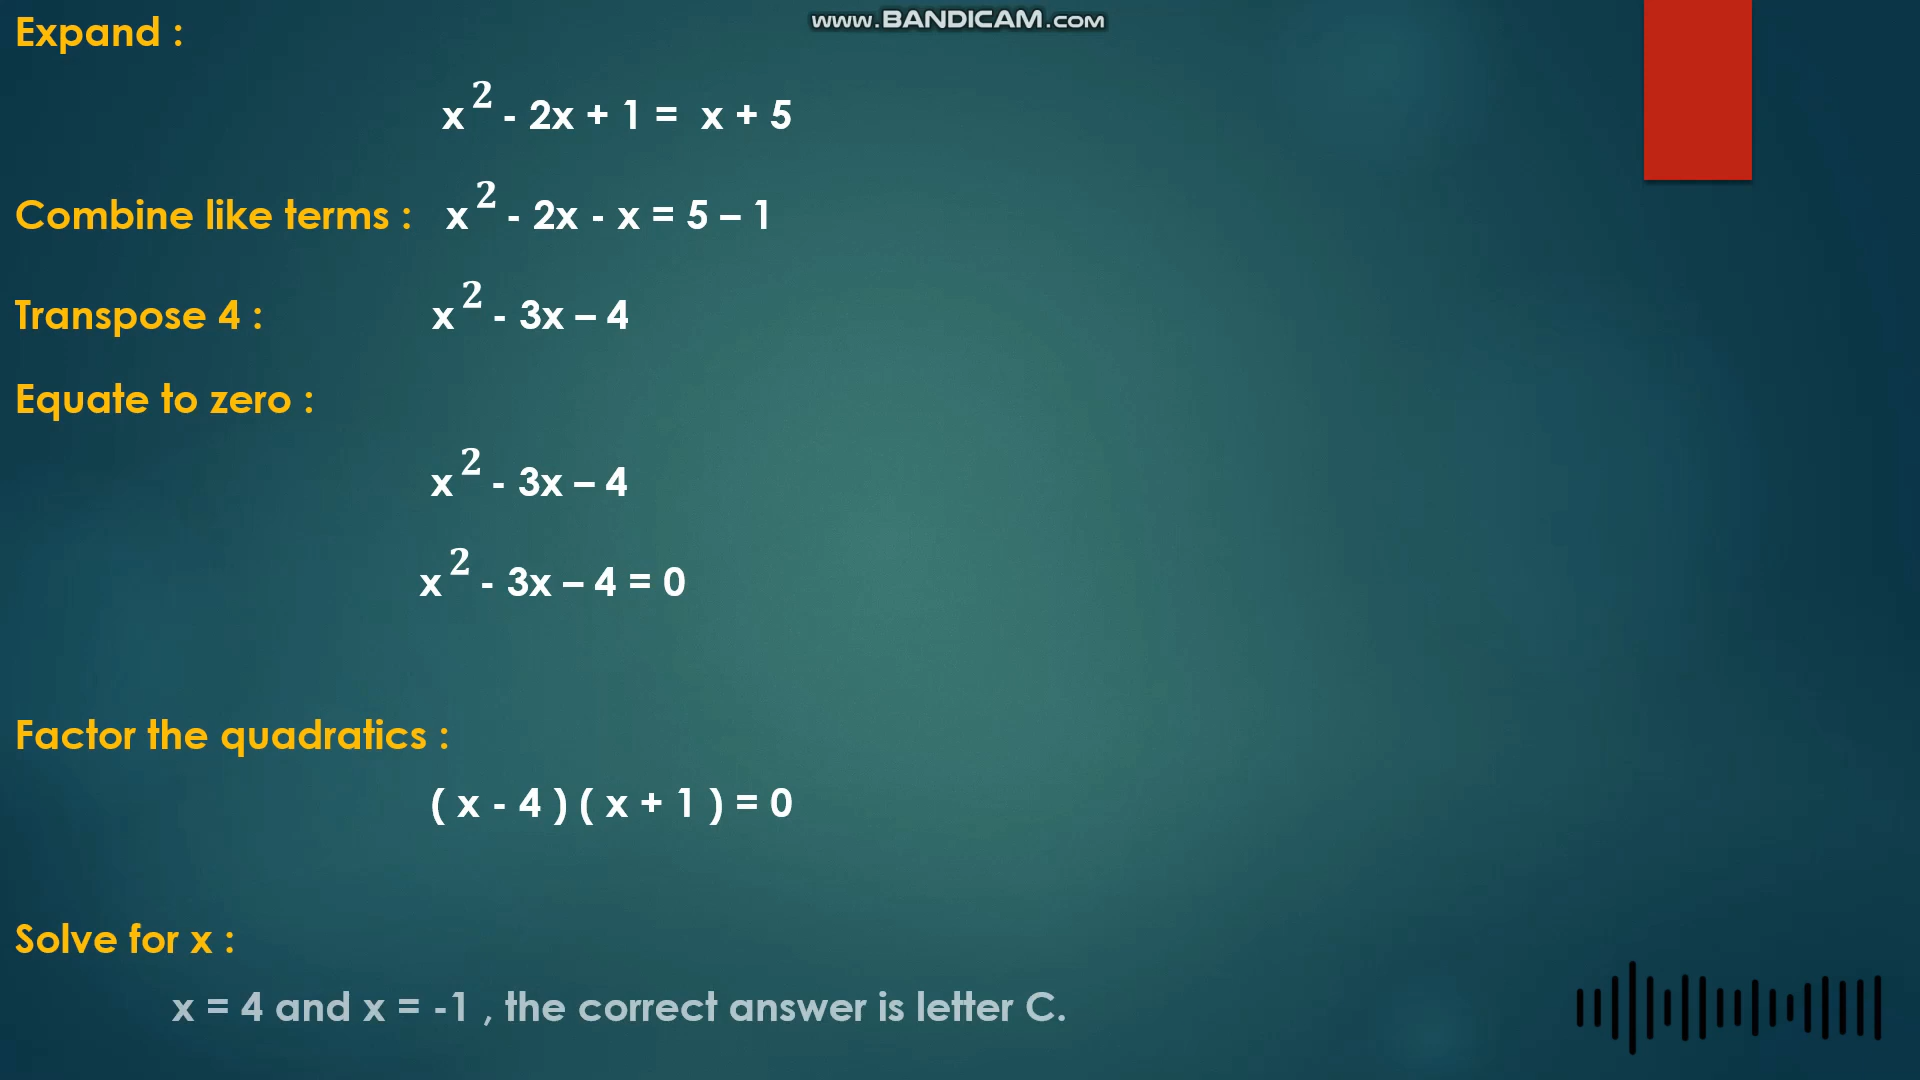 www.BANDICAM.com
Expand :
x² - 2x + 1 = x + 5
Combine like terms : x² - 2x - x = 5 – 1
Transpose 4 : x² - 3x – 4
Equate to zero :
x² - 3x – 4
x² - 3x – 4 = 0
Factor the quadratics :
( x - 4 ) ( x + 1 ) = 0
Solve for x :
x = 4 and x = -1 , the correct answer is letter C.